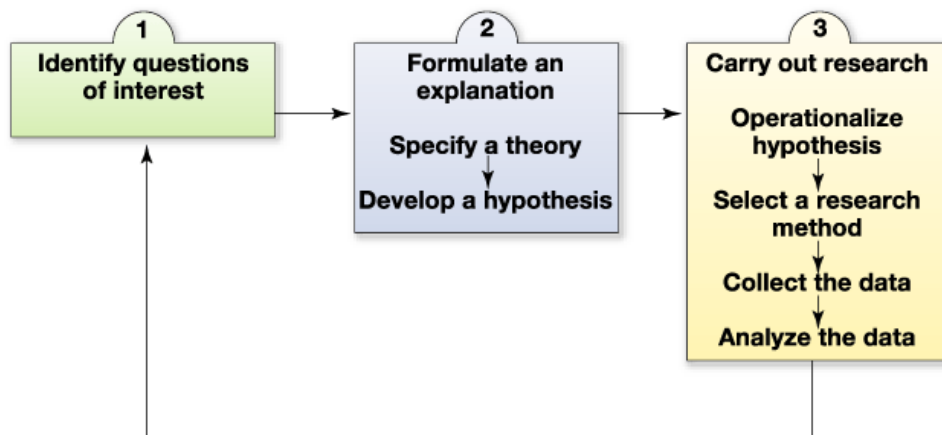 1
Identify questions
of interest
2
Formulate an
explanation
Specify a theory
Develop a hypothesis
3
Carry out research
Operationalize
hypothesis
Select a research
method
Collect the data
Analyze the data